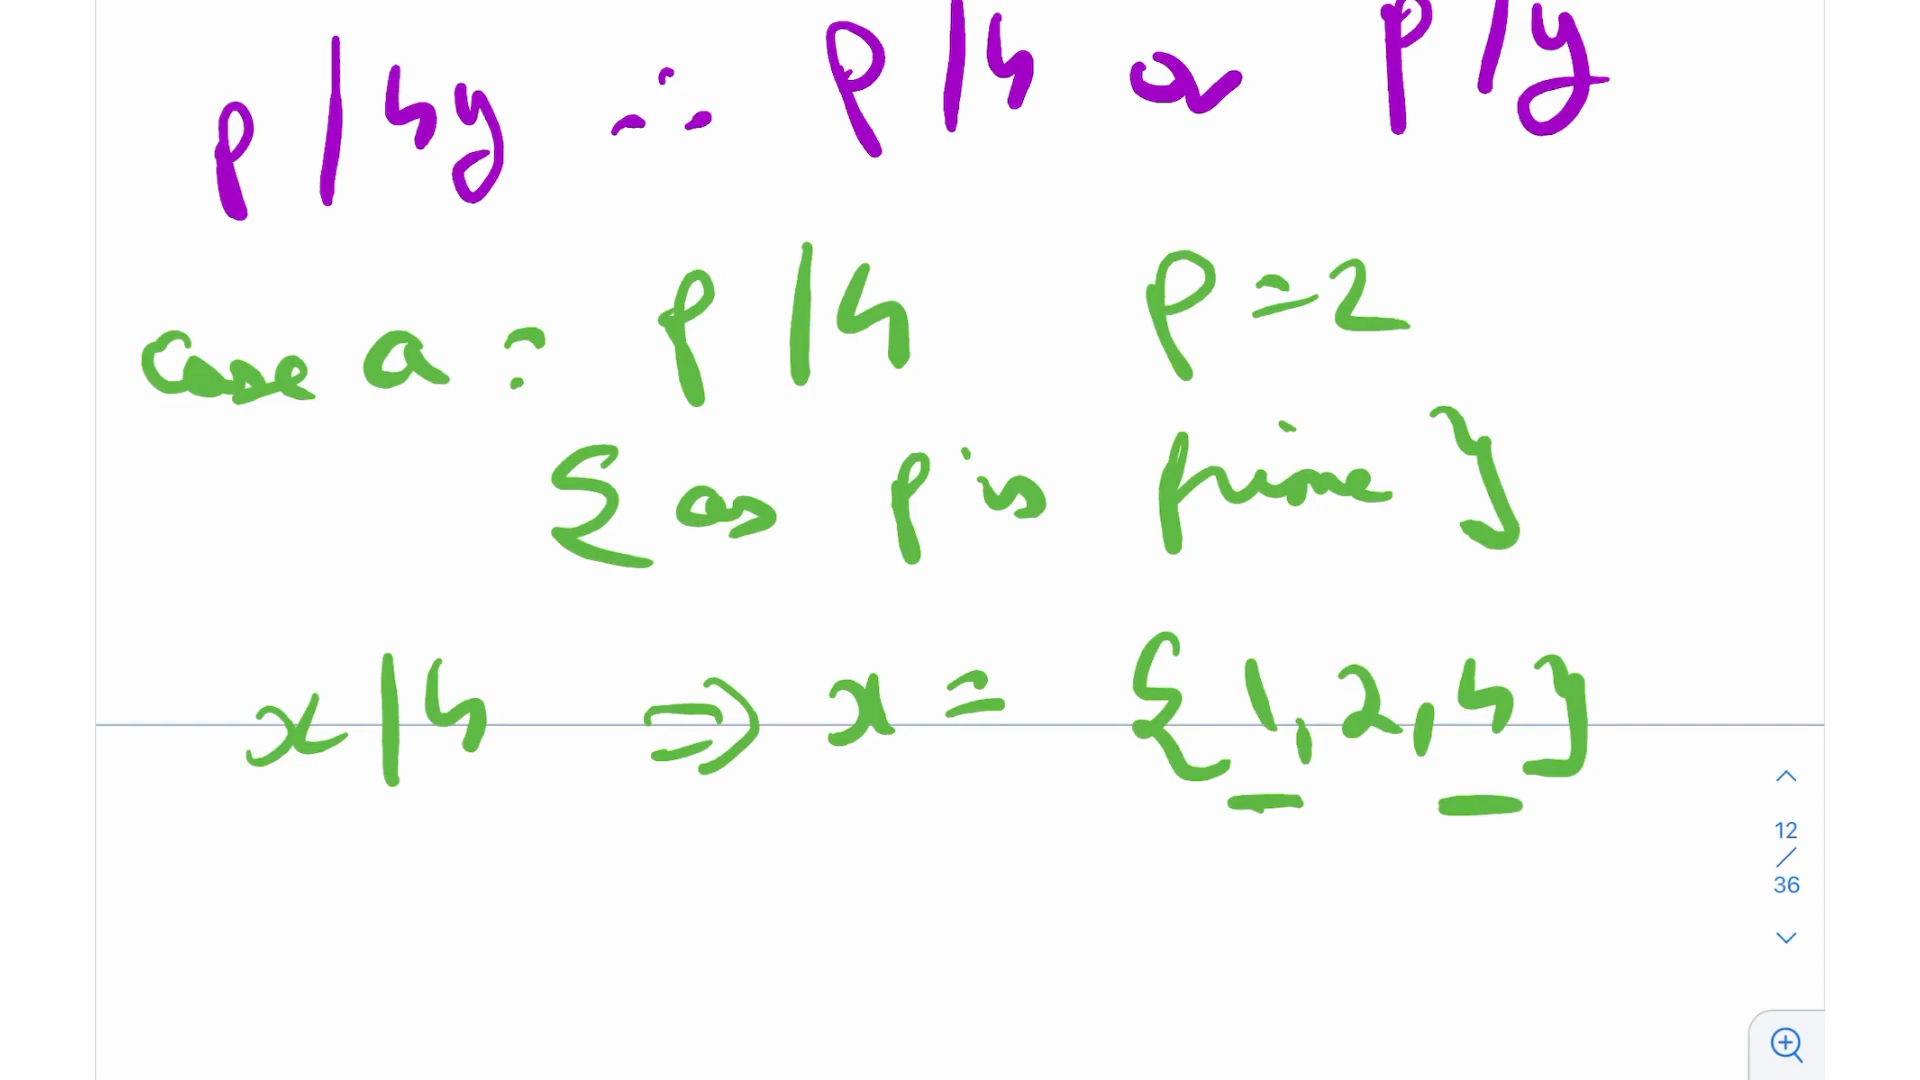 p | 4y ∴ p | 4 or p | y
case a : p | 4 p = 2
{ as p is prime }
x | 4 ⇒ x = { 1, 2, 4 }
12
/
36